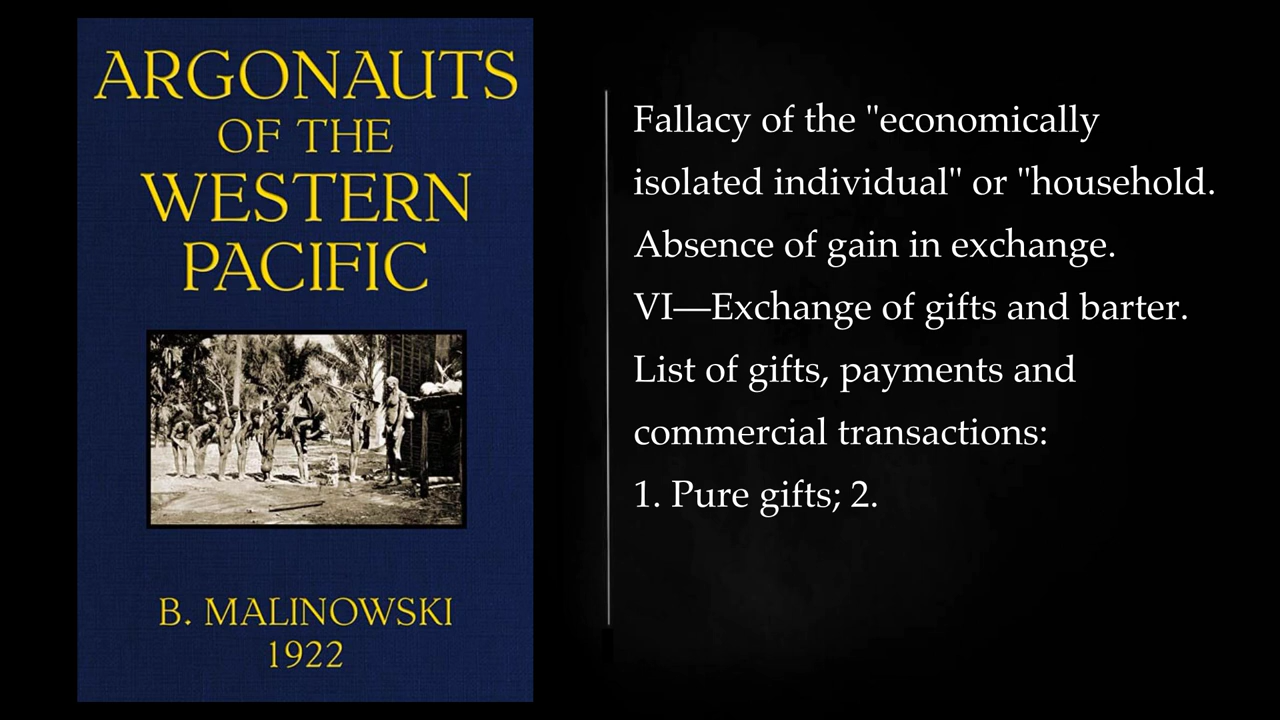 ARGONAUTS
OF THE
WESTERN
PACIFIC
B. MALINOWSKI
1922
Fallacy of the "economically
isolated individual" or "household.
Absence of gain in exchange.
VI—Exchange of gifts and barter.
List of gifts, payments and
commercial transactions:
1. Pure gifts; 2.